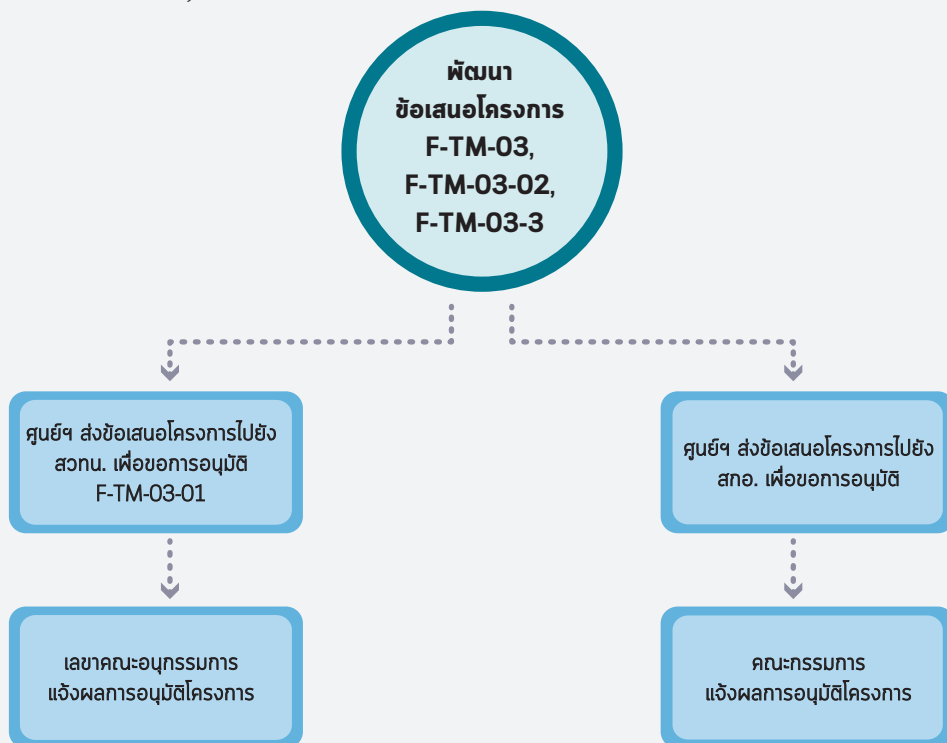 พัฒนา
ข้อเสนอโครงการ
F-TM-03,
F-TM-03-02,
F-TM-03-3
ศูนย์ฯ ส่งข้อเสนอโครงการไปยัง
สวทน. เพื่อขอการอนุมัติ
F-TM-03-01
ศูนย์ฯ ส่งข้อเสนอโครงการไปยัง
สกอ. เพื่อขอการอนุมัติ
เลขาคณะอนุกรรมการ
แจ้งผลการอนุมัติโครงการ
คณะกรรมการ
แจ้งผลการอนุมัติโครงการ